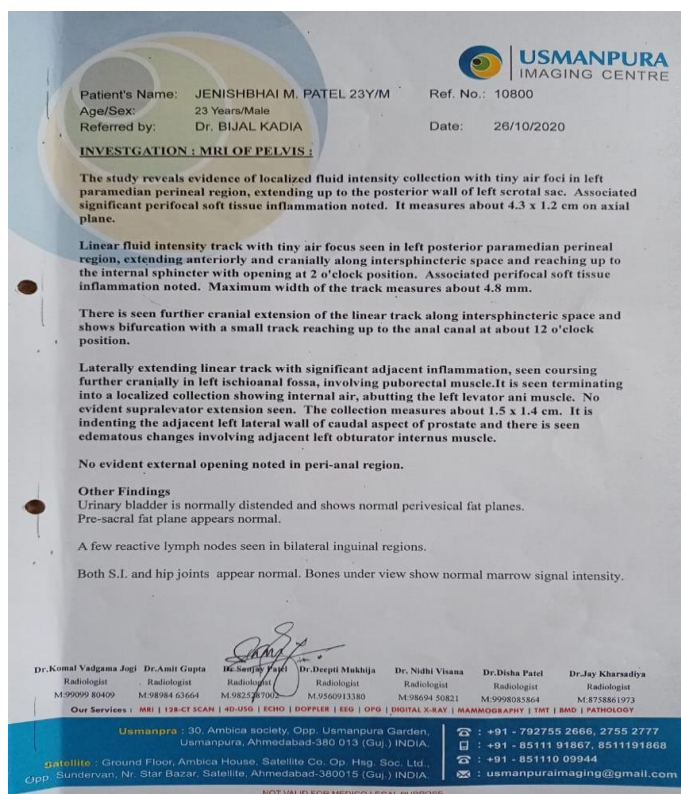 USMANPURA
IMAGING CENTRE
Patient's Name: JENISHBHAI M. PATEL 23Y/M Ref. No.: 10800
Age/Sex: 23 Years/Male
Referred by: Dr. BIJAL KADIA Date: 26/10/2020
INVESTGATION : MRI OF PELVIS :
The study reveals evidence of localized fluid intensity collection with tiny air foci in left
paramedian perineal region, extending up to the posterior wall of left scrotal sac. Associated
significant perifocal soft tissue inflammation noted. It measures about 4.3 x 1.2 cm on axial
plane.
Linear fluid intensity track with tiny air focus seen in left posterior paramedian perineal
region, extending anteriorly and cranially along intersphincteric space and reaching up to
the internal sphincter with opening at 2 o'clock position. Associated perifocal soft tissue
inflammation noted. Maximum width of the track measures about 4.8 mm.
There is seen further cranial extension of the linear track along intersphincteric space and
shows bifurcation with a small track reaching up to the anal canal at about 12 o'clock
position.
Laterally extending linear track with significant adjacent inflammation, seen coursing
further cranially in left ischioanal fossa, involving puborectal muscle.It is seen terminating
into a localized collection showing internal air, abutting the left levator ani muscle. No
evident supralevator extension seen. The collection measures about 1.5 x 1.4 cm. It is
indenting the adjacent left lateral wall of caudal aspect of prostate and there is seen
edematous changes involving adjacent left obturator internus muscle.
No evident external opening noted in peri-anal region.
Other Findings
Urinary bladder is normally distended and shows normal perivesical fat planes.
Pre-sacral fat plane appears normal.
A few reactive lymph nodes seen in bilateral inguinal regions.
Both S.I. and hip joints appear normal. Bones under view show normal marrow signal intensity.
Dr.Komal Vadgama Jogi Dr.Amit Gupta Dr.Sanjay Patel Dr.Deepti Mukhija Dr. Nidhi Visana Dr.Disha Patel Dr.Jay Kharsadiya
Radiologist Radiologist Radiologist Radiologist Radiologist Radiologist Radiologist
M:99099 80409 M:98984 63664 M.9825287002 M.9560913380 M:98694 50821 M:9998085864 M:8758861973
Our Services : MRI | 128-CT SCAN | 4D-USG | ECHO | DOPPLER | EEG | OPG | DIGITAL X-RAY | MAMMOGRAPHY | TMT | BMD | PATHOLOGY
Usmanpra : 30, Ambica society, Opp. Usmanpura Garden,
Usmanpura, Ahmedabad-380 013 (Guj.) INDIA.
Satellite : Ground Floor, Ambica House, Satellite Co. Op. Hsg. Soc. Ltd.,
Opp. Sundervan, Nr. Star Bazar, Satellite, Ahmedabad-380015 (Guj.) INDIA.
: +91 - 792755 2666, 2755 2777
: +91 - 85111 91867, 8511191868
: +91 - 851110 09944
: usmanpuraimaging@gmail.com
NOT VALID FOR MEDICO LEGAL PURPOSE